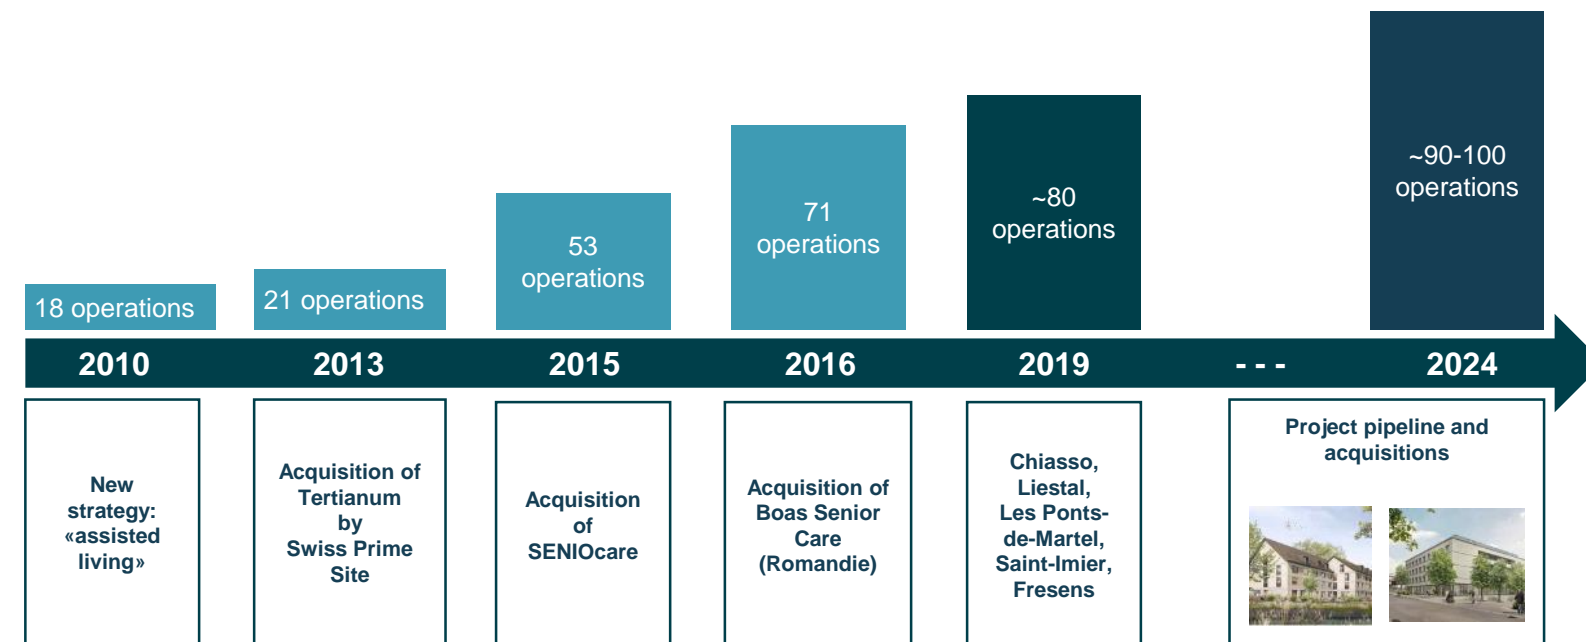 18 operations
21 operations
53
operations
71
operations
~80
operations
~90-100
operations
2010
2013
2015
2016
2019
- - -
2024
New
strategy:
«assisted
living»
Acquisition of
Tertianum
by
Swiss Prime
Site
Acquisition
of
SENIOcare
Acquisition of
Boas Senior
Care
(Romandie)
Chiasso,
Liestal,
Les Ponts-
de-Martel,
Saint-Imier,
Fresens
Project pipeline and
acquisitions